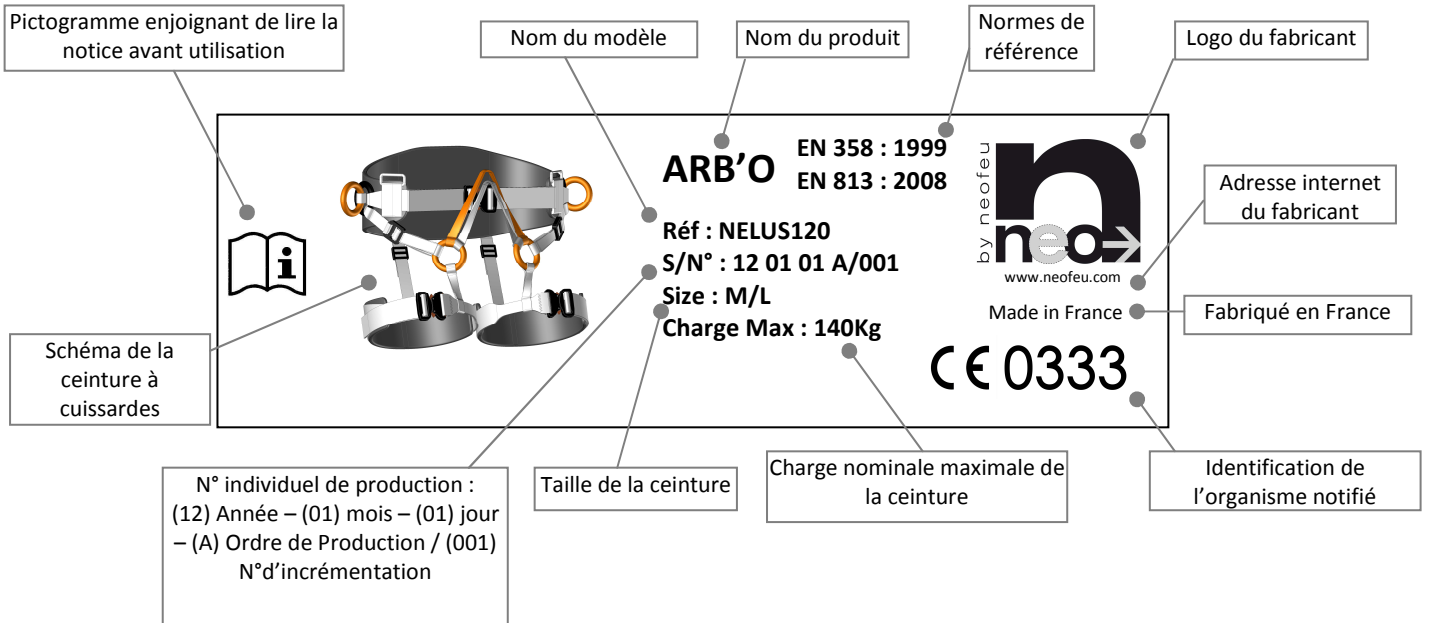 Pictogramme enjoignant de lire la
notice avant utilisation
Nom du modèle
Nom du produit
Normes de
référence
Logo du fabricant
ARB’O
EN 358 : 1999
EN 813 : 2008
by neofeu
n
neo
www.neofeu.com
Adresse internet
du fabricant
i
Réf : NELUS120
S/N° : 12 01 01 A/001
Size : M/L
Charge Max : 140Kg
Made in France
Fabriqué en France
CE 0333
Schéma de la
ceinture à
cuissardes
N° individuel de production :
(12) Année – (01) mois – (01) jour
– (A) Ordre de Production / (001)
N°d’incrémentation
Taille de la ceinture
Charge nominale maximale de
la ceinture
Identification de
l’organisme notifié